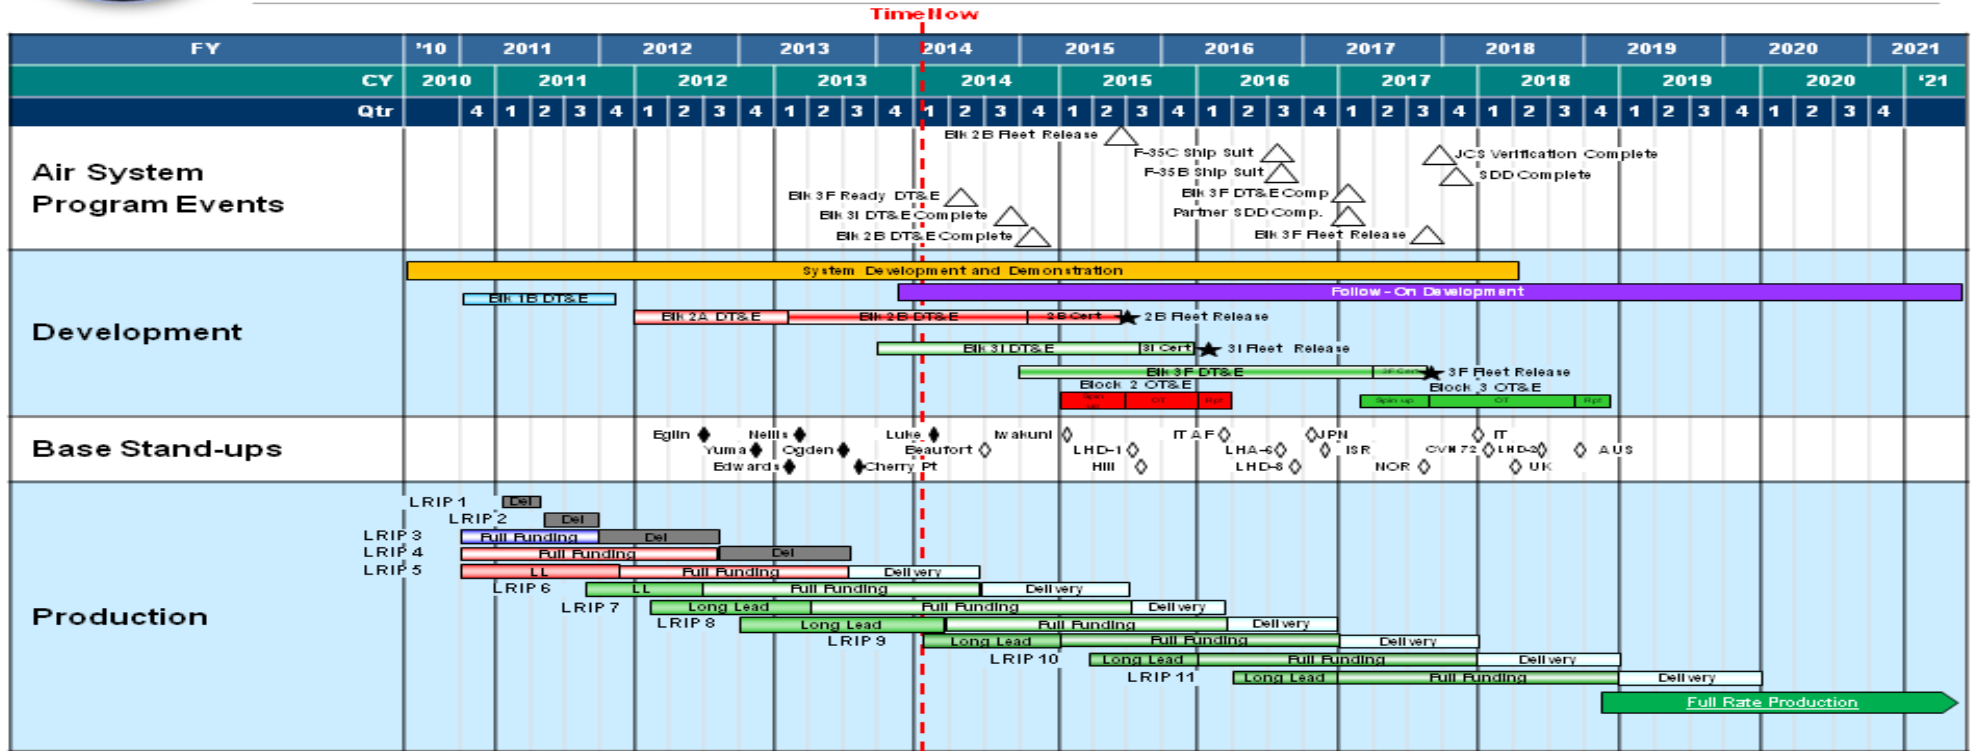 TimeNow
FY '10 2011 2012 2013 2014 2015 2016 2017 2018 2019 2020 2021
CY 2010 2011 2012 2013 2014 2015 2016 2017 2018 2019 2020 '21
Qtr 4 1 2 3 4 1 2 3 4 1 2 3 4 1 2 3 4 1 2 3 4 1 2 3 4 1 2 3 4 1 2 3 4 1 2 3 4 1 2 3 4
Air System
Program Events
Blk 2B Fleet Release
F-35C Ship Suit
JCS Verification Complete
F-35B Ship Suit
SDD Complete
Blk 3F Ready DT&E
Blk 3F DT&E Comp
Blk 3I DT&E Complete
Partner SDD Comp.
Blk 2B DT&E Complete
Blk 3F Fleet Release
Development
System Development and Demonstration
Follow-On Development
Blk 1B DT&E
Blk 2A DT&E Blk 2B DT&E 2B Cert 2B Fleet Release
Blk 3I DT&E 3I Cert 3I Fleet Release
Blk 3F DT&E 3F Cert 3F Fleet Release
Block 2 OT&E Block 3 OT&E
Spin up OT Rpt Spin up OT Rpt
Base Stand-ups
Eglin Nellis Luke Iwakuni ITAF JPN IT
Yuma Ogden Beaufort LHD-1 LHA-6 ISR CVN 72 AUS
Edwards Cherry Pt Hill LHD-8 NOR UK
Production
LRIP 1 Del
LRIP 2 Del
LRIP 3 Full Funding Del
LRIP 4 Full Funding Del
LRIP 5 LL Full Funding Delivery
LRIP 6 LL Full Funding Delivery
LRIP 7 Long Lead Full Funding Delivery
LRIP 8 Long Lead Full Funding Delivery
LRIP 9 Long Lead Full Funding Delivery
LRIP 10 Long Lead Full Funding Delivery
LRIP 11 Long Lead Full Funding Delivery
Full Rate Production